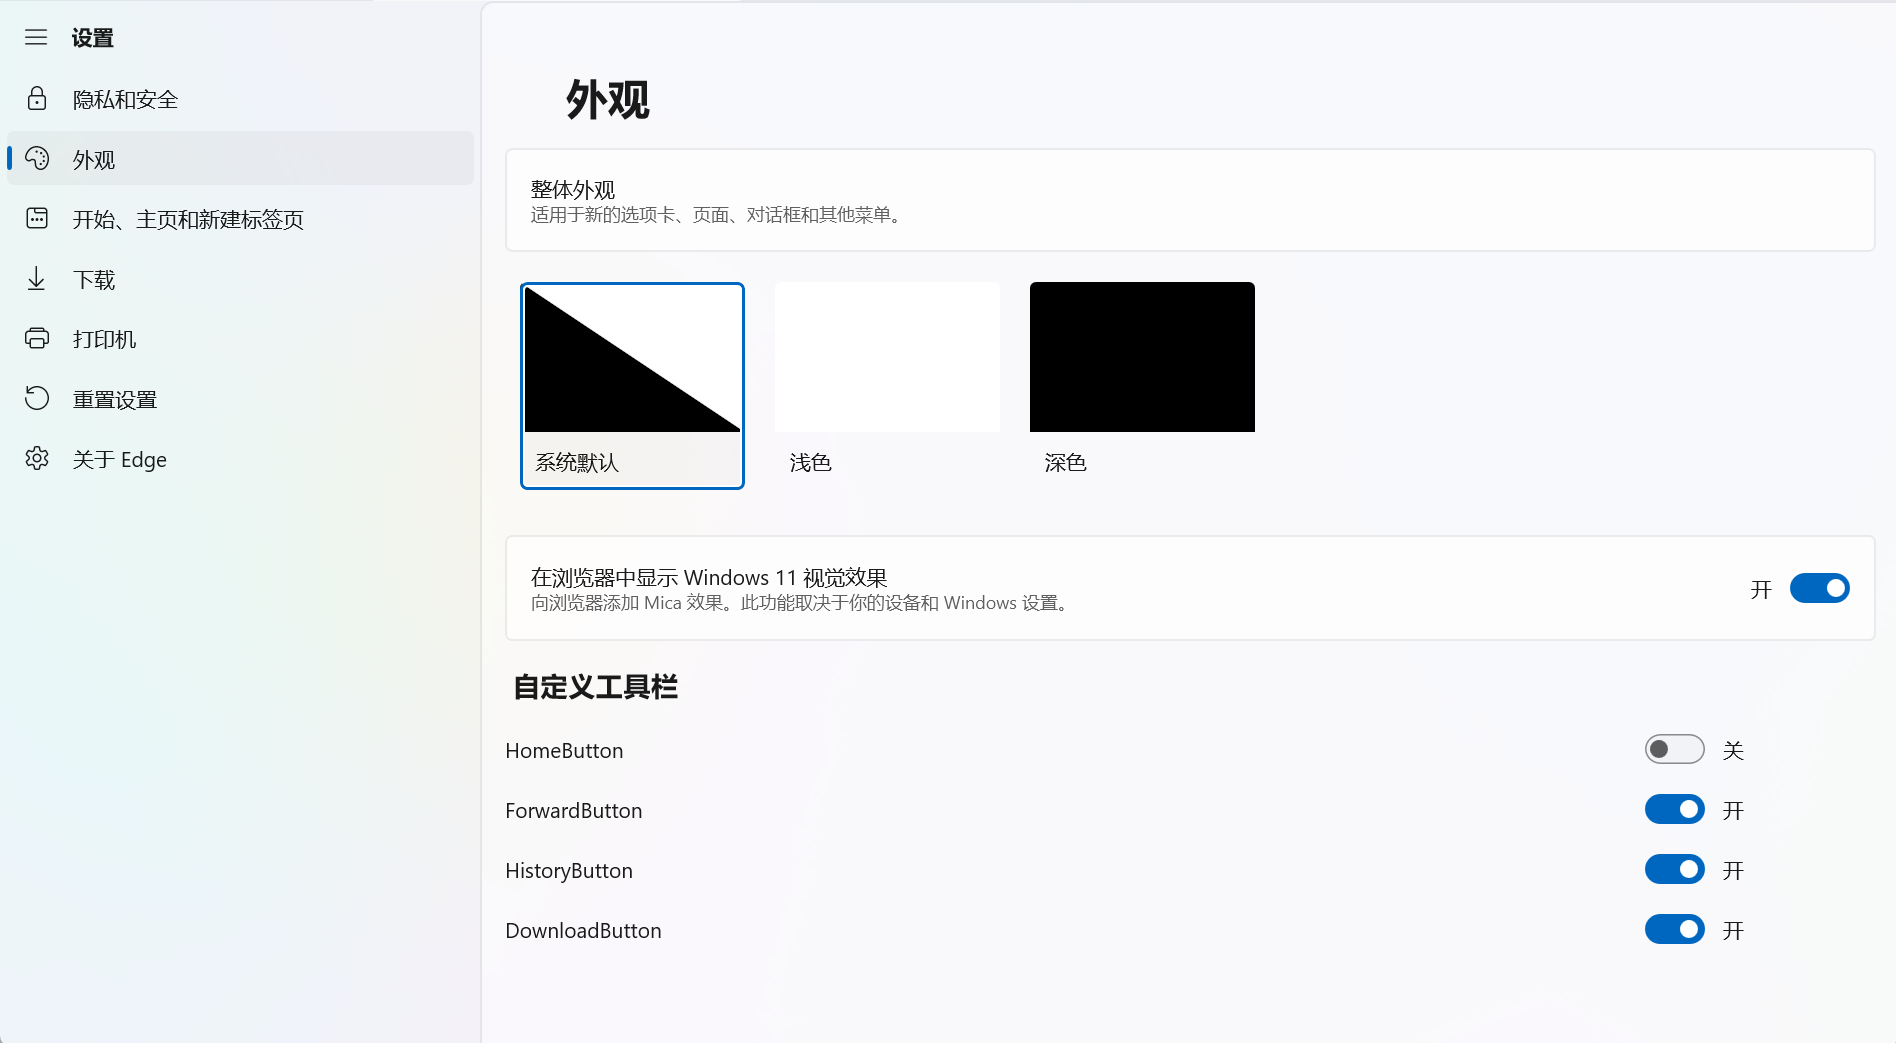 设置
隐私和安全
外观
开始、主页和新建标签页
下载
打印机
重置设置
关于 Edge
外观
整体外观
适用于新的选项卡、页面、对话框和其他菜单。
系统默认
浅色
深色
在浏览器中显示 Windows 11 视觉效果
向浏览器添加 Mica 效果。此功能取决于你的设备和 Windows 设置。
开
自定义工具栏
HomeButton
关
ForwardButton
开
HistoryButton
开
DownloadButton
开